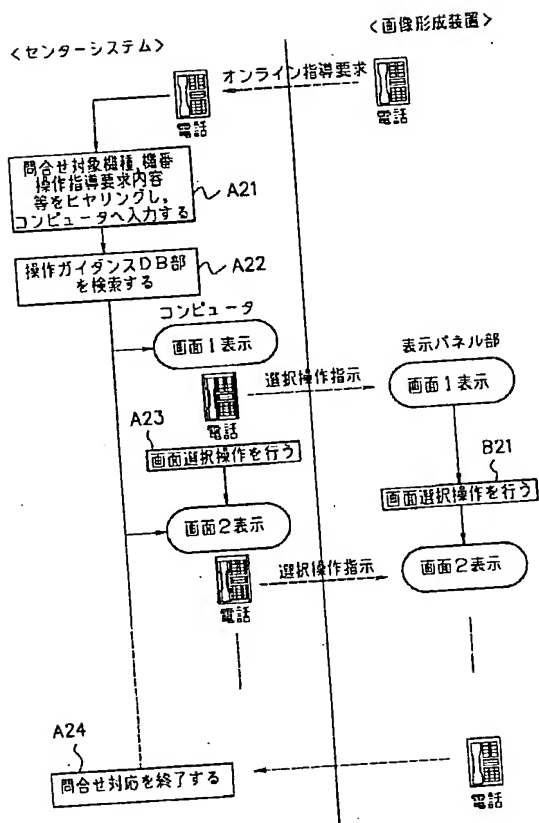 <センターシステム>
<画像形成装置>
オンライン指導要求
電話
電話
問合せ対象機種,機番
操作指導要求内容
等をヒヤリングし,
コンピュータへ入力する
A21
操作ガイダンスDB部
を検索する
A22
コンピュータ
画面1表示
表示パネル部
画面1表示
選択操作指示
電話
A23
画面選択操作を行う
B21
画面選択操作を行う
画面2表示
画面2表示
選択操作指示
電話
A24
問合せ対応を終了する
電話